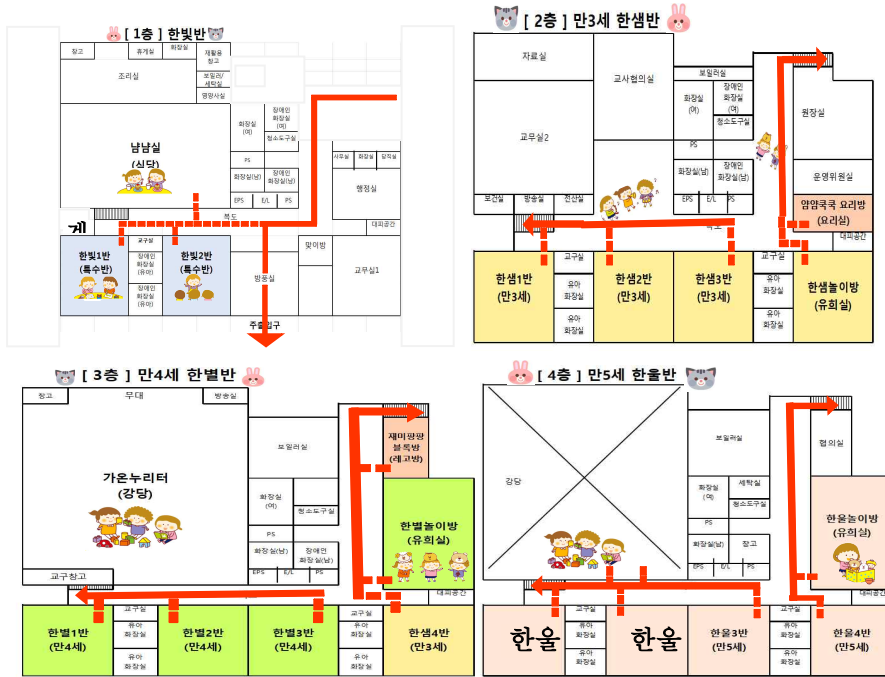 [ 1층 ] 한빛반
창고
휴게실
화장실
재활용
창고
조리실
보일러/
세탁실
영양사실
냠냠실
(식당)
화장실
(여)
장애인
화장실
(여)
청소도구실
PS
화장실(남)
장애인
화장실(남)
EPS
E/L
PS
사무실
화장실
당직실
행정실
복도
대피공간
계
한빛1반
(특수반)
교구실
장애인
화장실
(유아)
장애인
화장실
(유아)
한빛2반
(특수반)
방풍실
맞이방
교무실1
주출입구
[ 2층 ] 만3세 한샘반
자료실
교사협의실
보일러실
화장실
(여)
장애인
화장실
(여)
청소도구실
원장실
교무실2
PS
화장실(남)
장애인
화장실(남)
운영위원회
보건실
방송실
전산실
EPS
E/L
PS
얌얌쿡쿡 요리방
(요리실)
복도
대피공간
한샘1반
(만3세)
교구실
유아
화장실
유아
화장실
한샘2반
(만3세)
한샘3반
(만3세)
교구실
유아
화장실
유아
화장실
한샘놀이방
(유희실)
[ 3층 ] 만4세 한별반
창고
무대
방송실
보일러실
재미팡팡
블록방
(레고방)
가온누리터
(강당)
화장실
(여)
청소도구실
한별놀이방
(유희실)
PS
화장실(남)
장애인
화장실(남)
교구창고
EPS
E/L
PS
대피공간
한별1반
(만4세)
교구실
유아
화장실
유아
화장실
한별2반
(만4세)
한별3반
(만4세)
교구실
유아
화장실
유아
화장실
한샘4반
(만3세)
[ 4층 ] 만5세 한울반
보일러실
협의실
강당
화장실
(여)
세탁실
청소도구실
한울놀이방
(유희실)
PS
화장실(남)
창고
EPS
E/L
PS
대피공간
한울
교구실
유아
화장실
유아
화장실
한울
한울3반
(만5세)
교구실
유아
화장실
유아
화장실
한울4반
(만5세)